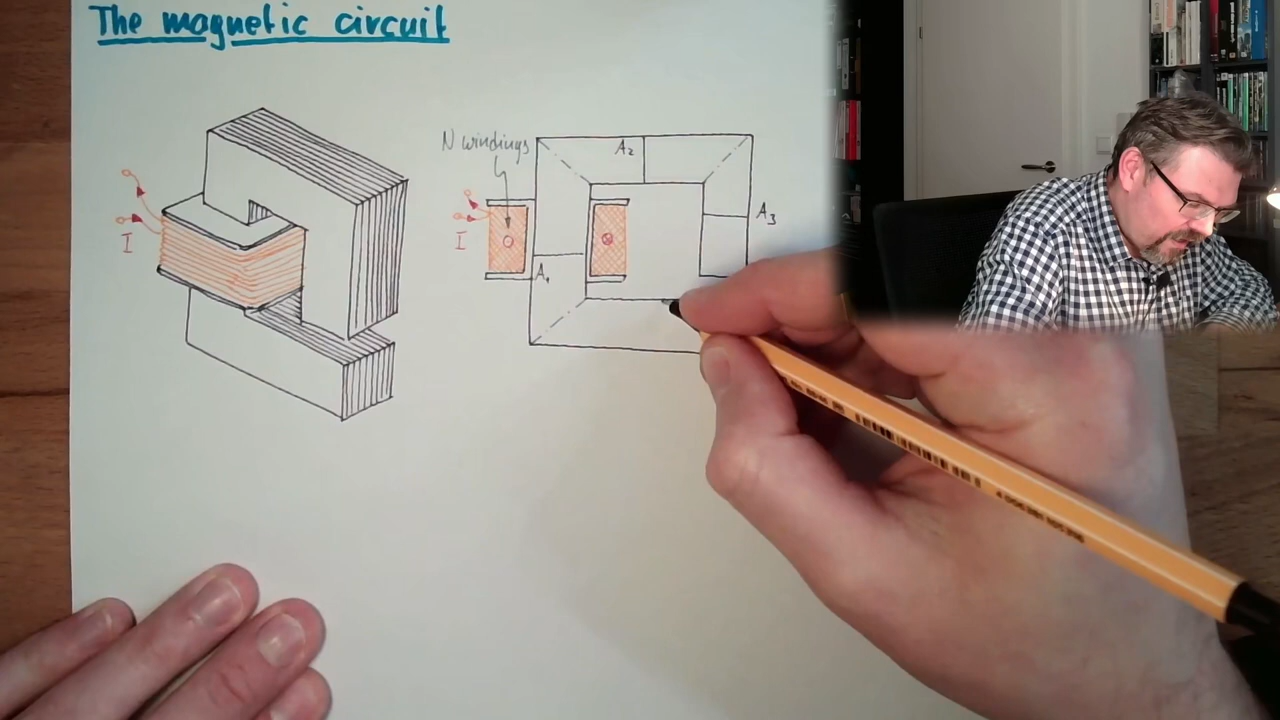 The magnetic circuit
N windings
A₂
A₃
I
I
A₁